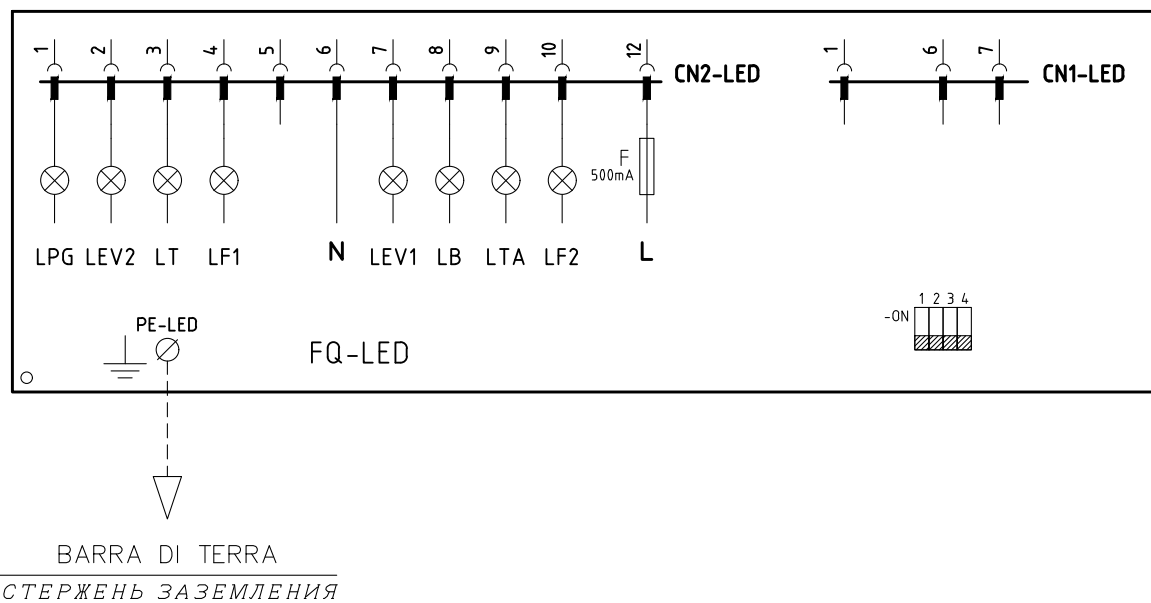 1 2 3 4 5 6 7 8 9 10 12 CN2-LED 1 6 7 CN1-LED
F
500mA
LPG LEV2 LT LF1 N LEV1 LB LTA LF2 L
1 2 3 4
-ON
PE-LED
FQ-LED
BARRA DI TERRA
СТЕРЖЕНЬ ЗАЗЕМЛЕНИЯ